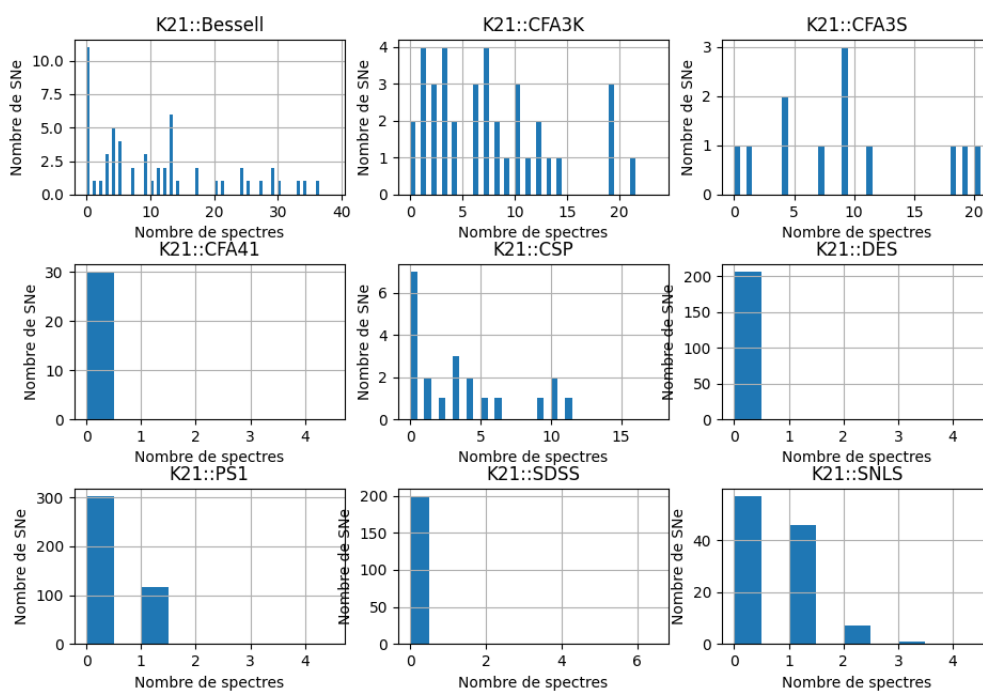 K21::Bessell
Nombre de SNe
10.0
7.5
5.0
2.5
0.0
0 10 20 30 40
Nombre de spectres
K21::CFA3K
Nombre de SNe
4
3
2
1
0
0 5 10 15 20
Nombre de spectres
K21::CFA3S
Nombre de SNe
3
2
1
0
0 5 10 15 20
Nombre de spectres
K21::CFA41
Nombre de SNe
30
20
10
0
0 1 2 3 4
Nombre de spectres
K21::CSP
Nombre de SNe
6
4
2
0
0 5 10 15
Nombre de spectres
K21::DES
Nombre de SNe
200
150
100
50
0
0 1 2 3 4
Nombre de spectres
K21::PS1
Nombre de SNe
300
200
100
0
0 1 2 3 4
Nombre de spectres
K21::SDSS
Nombre de SNe
200
150
100
50
0
0 2 4 6
Nombre de spectres
K21::SNLS
Nombre de SNe
40
20
0
0 1 2 3 4
Nombre de spectres